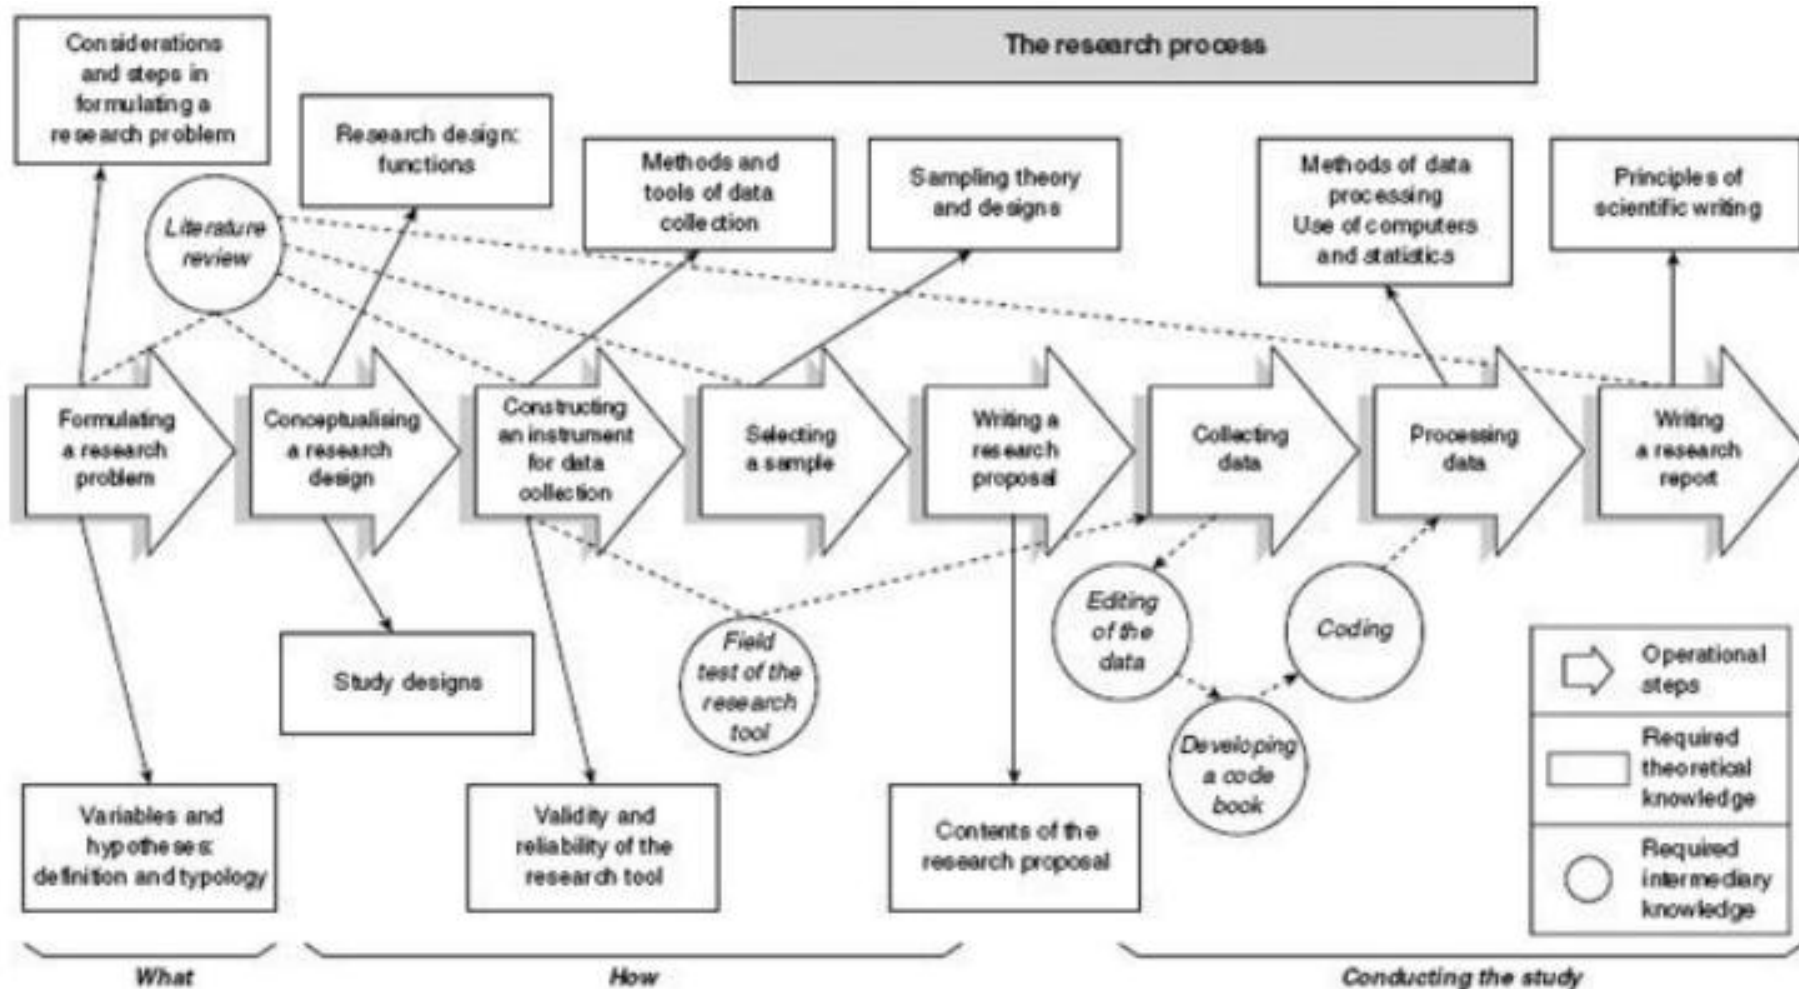 The research process
Considerations
and steps in
formulating a
research problem
Research design:
functions
Methods and
tools of data
collection
Sampling theory
and designs
Methods of data
processing
Use of computers
and statistics
Principles of
scientific writing
Literature
review
Formulating
a research
problem
Conceptualising
a research
design
Constructing
an instrument
for data
collection
Selecting
a sample
Writing a
research
proposal
Collecting
data
Processing
data
Writing
a research
report
Study designs
Field
test of the
research
tool
Editing
of the
data
Developing
a code
book
Coding
Variables and
hypotheses:
definition and typology
Validity and
reliability of the
research tool
Contents of the
research proposal
Operational
steps
Required
theoretical
knowledge
Required
intermediary
knowledge
What
How
Conducting the study